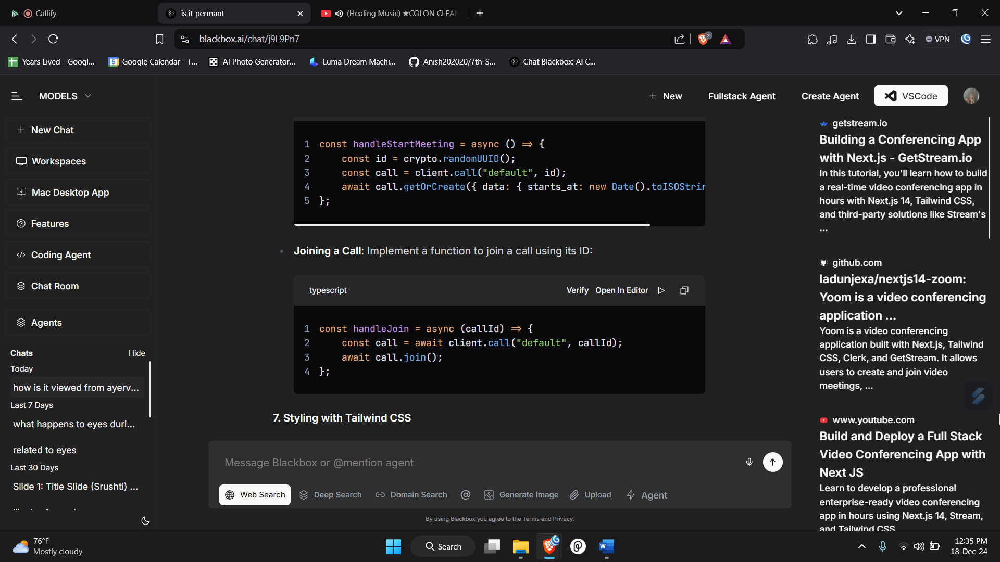 Callify
is it permant
(Healing Music) ★COLON CLEAN
blackbox.ai/chat/j9L9Pn7
2
VPN
Years Lived - Googl...
5
Google Calendar - T...
AI Photo Generator...
Luma Dream Machi...
Anish202020/7th-S...
Chat Blackbox: AI C...
MODELS
+ New
Fullstack Agent
Create Agent
VSCode
+ New Chat
Workspaces
Mac Desktop App
Features
Coding Agent
Chat Room
Agents
Chats
Hide
Today
how is it viewed from ayerv...
Last 7 Days
what happens to eyes duri...
related to eyes
Last 30 Days
Slide 1: Title Slide (Srushti) ...
1 const handleStartMeeting = async () => {
2 const id = crypto.randomUUID();
3 const call = client.call("default", id);
4 await call.getOrCreate({ data: { starts_at: new Date().toISOStrin
5 };
• Joining a Call: Implement a function to join a call using its ID:
typescript
Verify
Open In Editor
1 const handleJoin = async (callId) => {
2 const call = await client.call("default", callId);
3 await call.join();
4 };
7. Styling with Tailwind CSS
Message Blackbox or @mention agent
Web Search
Deep Search
Domain Search
@
Generate Image
Upload
Agent
By using Blackbox you agree to the Terms and Privacy.
getstream.io
Building a Conferencing App
with Next.js - GetStream.io
In this tutorial, you'll learn how to build
a real-time video conferencing app in
hours with Next.js 14, Tailwind CSS,
and third-party solutions like Stream's
...
github.com
ladunjexa/nextjs14-zoom:
Yoom is a video conferencing
application ...
Yoom is a video conferencing
application built with Next.js, Tailwind
CSS, Clerk, and GetStream. It allows
users to create and join video
meetings, ...
www.youtube.com
Build and Deploy a Full Stack
Video Conferencing App with
Next JS
Learn to develop a professional
enterprise-ready video conferencing
app in hours using Next.js 14, Stream,
and Tailwind CSS
76°F
Mostly cloudy
Search
W
12:35 PM
18-Dec-24